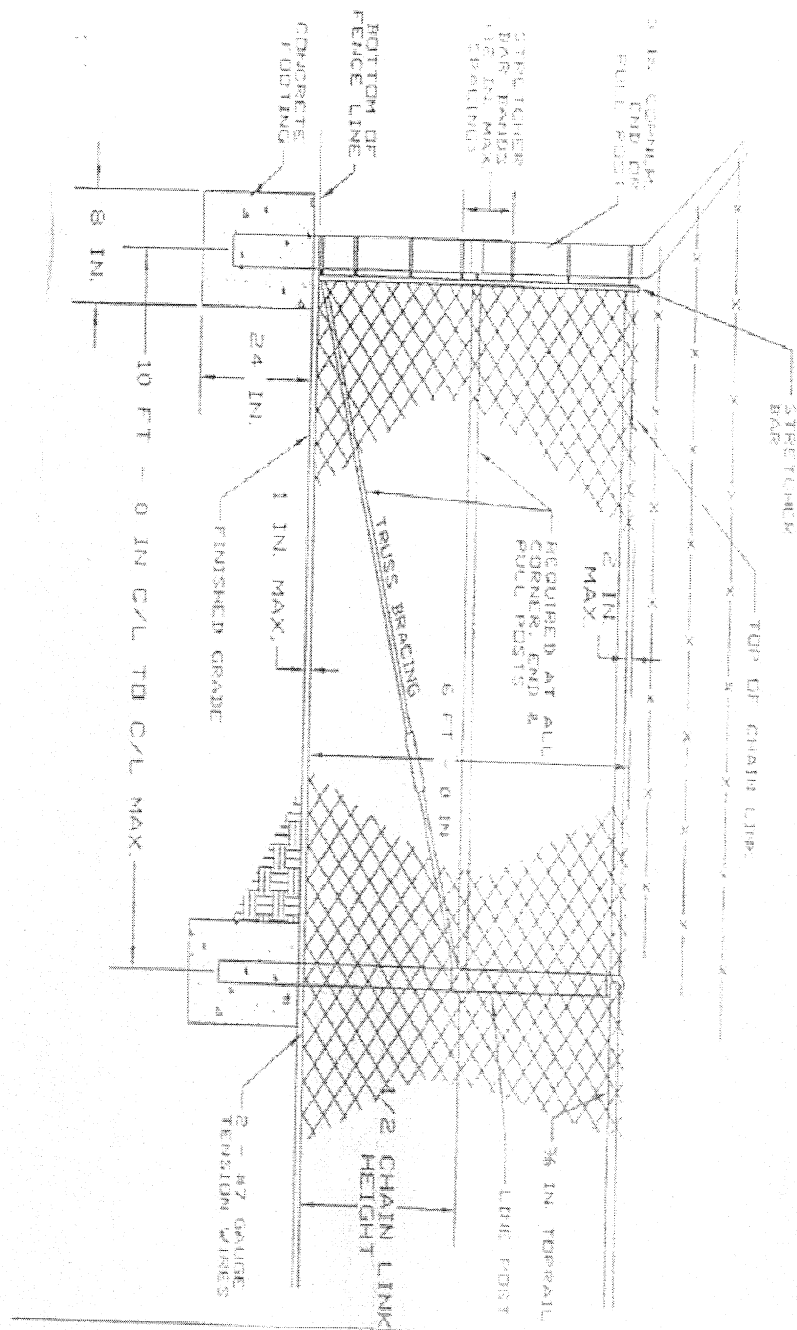 CORNER,
END OR
PULL POST
STRETCHER
BAR BANDS
IN MAX
SPACING
BOTTOM OF
FENCE LINE
CONCRETE
FOOTING
8 IN.
24 IN.
10 FT - 0 IN C/L TO C/L MAX.
STRETCHER
BAR
TOP OF CHAIN LINK
2 IN
MAX.
REQUIRED AT ALL
CORNER, END &
PULL POSTS
TRUSS BRACING
6 FT - 0 IN
1 IN. MAX.
FINISHED GRADE
IN TOPRAIL
LINE POST
1/2 CHAIN LINK
HEIGHT
2 - #7 GAUGE
TENSION WIRES